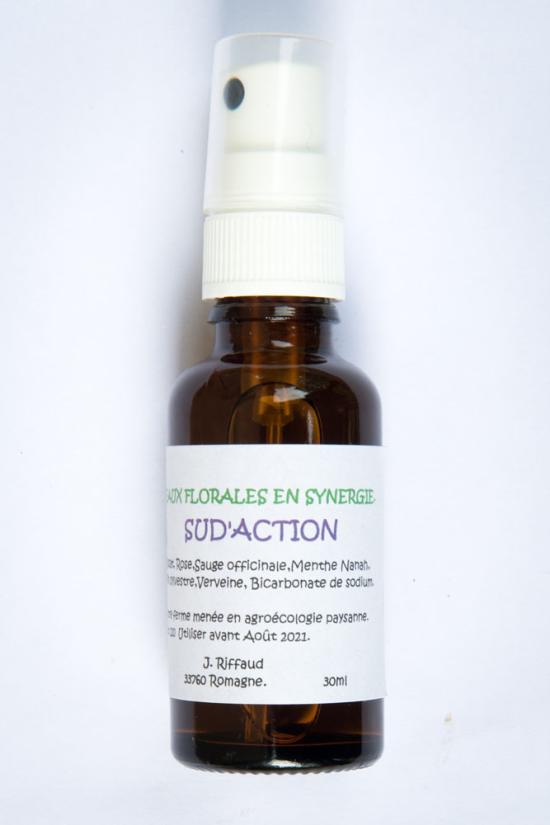 AUX FLORALES EN SYNERGIE.
SUD'ACTION
Rose,Sauge officinale,Menthe Nanah.
Verveine, Bicarbonate de sodium.
ferme menée en agroécologie paysanne.
Utiliser avant Août 2021.
J. Riffaud
33760 Romagne. 30ml